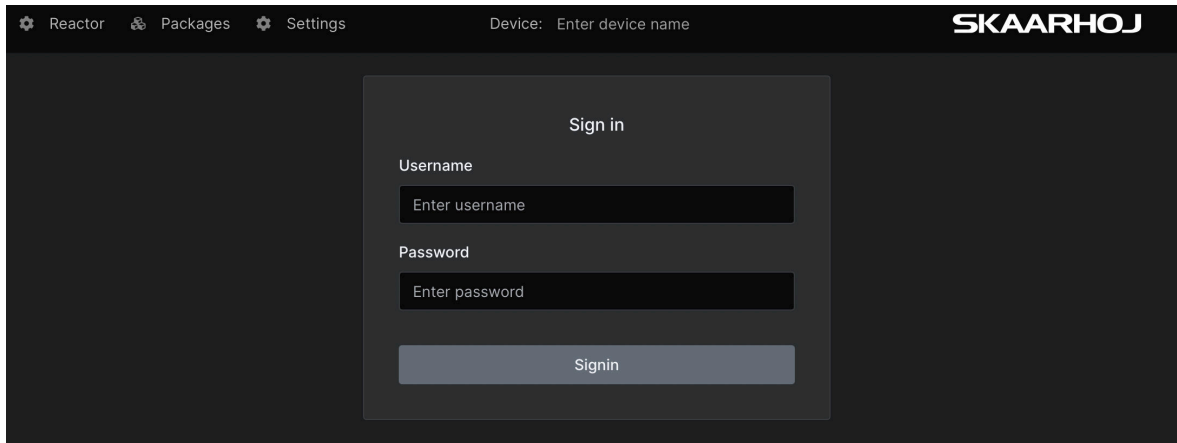 Reactor Packages Settings Device: Enter device name SKAARHOJ
Sign in
Username
Enter username
Password
Enter password
Signin